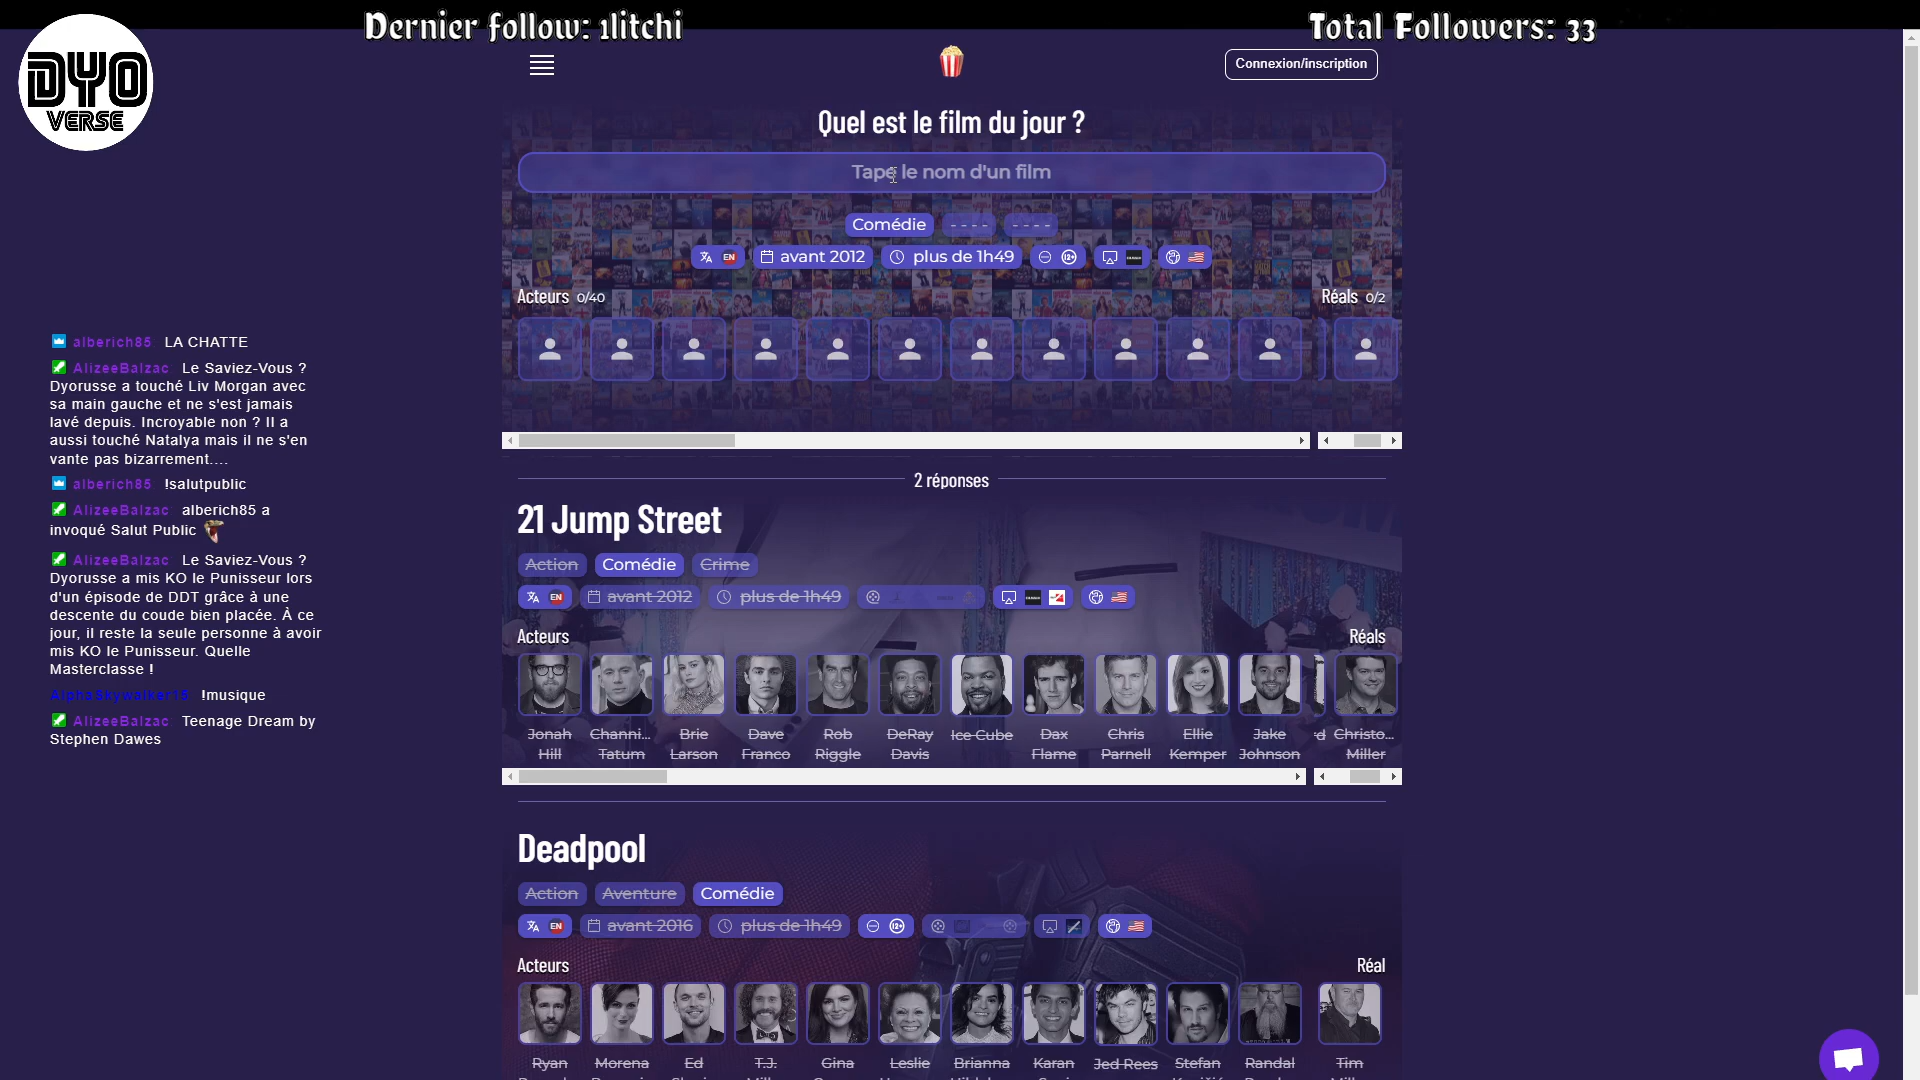 Dernier follow: 1litchi
Total Followers: 33
DYO
VERSE
Connexion/inscription
Quel est le film du jour ?
Tape le nom d'un film
Comédie ---- ----
EN avant 2012 plus de 1h49 12+
Acteurs 0/40
Réals 0/2
alberich85 LA CHATTE
AlizeeBalzac Le Saviez-Vous ?
Dyorusse a touché Liv Morgan avec
sa main gauche et ne s'est jamais
lavé depuis. Incroyable non ? Il a
aussi touché Natalya mais il ne s'en
vante pas bizarrement....
alberich85 !salutpublic
AlizeeBalzac alberich85 a
invoqué Salut Public
AlizeeBalzac Le Saviez-Vous ?
Dyorusse a mis KO le Punisseur lors
d'un épisode de DDT grâce à une
descente du coude bien placée. À ce
jour, il reste la seule personne à avoir
mis KO le Punisseur. Quelle
Masterclasse !
AlphaSkywalker15 !musique
AlizeeBalzac Teenage Dream by
Stephen Dawes
2 réponses
21 Jump Street
Action Comédie Crime
EN avant 2012 plus de 1h49
Acteurs
Réals
Jonah Hill
Channi... Tatum
Brie Larson
Dave Franco
Rob Riggle
DeRay Davis
Ice Cube
Dax Flame
Chris Parnell
Ellie Kemper
Jake Johnson
d
Christo... Miller
Deadpool
Action Aventure Comédie
EN avant 2016 plus de 1h49 12+
Acteurs
Réal
Ryan
Morena
Ed
T.J.
Gina
Leslie
Brianna
Karan
Jed Rees
Stefan
Randal
Tim